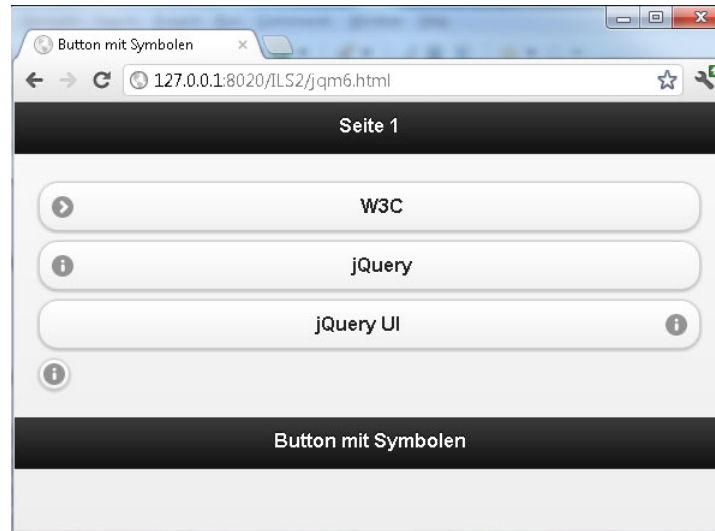 Button mit Symbolen
127.0.0.1:8020/ILS2/jqm6.html
Seite 1
W3C
jQuery
jQuery UI
Button mit Symbolen